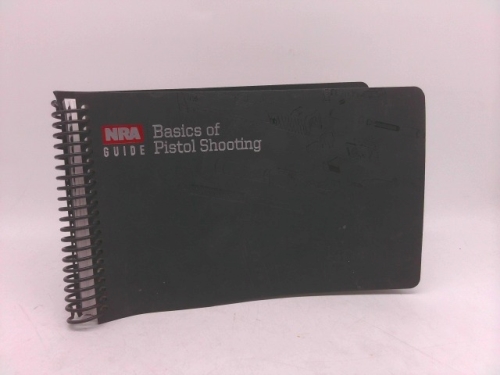 NRA Basics of
GUIDE Pistol Shooting